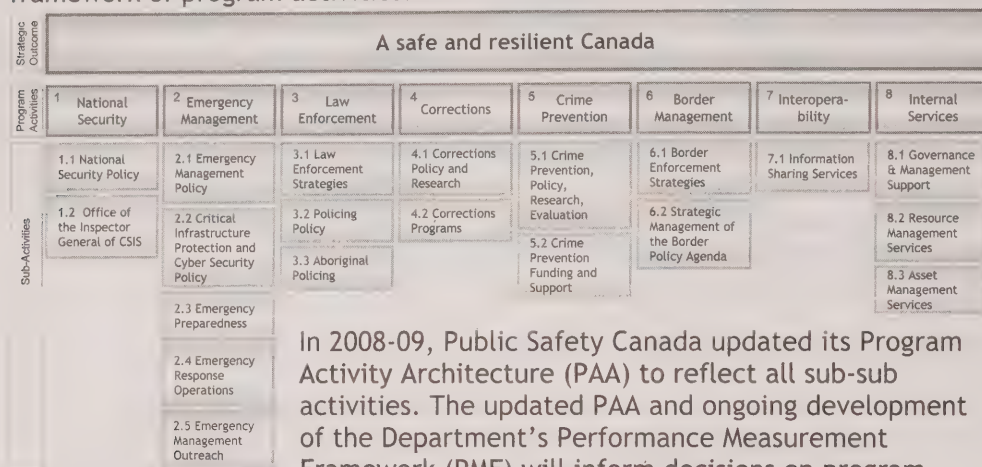 Strategic
Outcome
A safe and resilient Canada
Program
Activities
1 National
Security
2 Emergency
Management
3 Law
Enforcement
4
Corrections
5 Crime
Prevention
6 Border
Management
7 Interopera-
bility
8 Internal
Services
Sub-Activities
1.1 National
Security Policy
1.2 Office of
the Inspector
General of CSIS
2.1 Emergency
Management
Policy
2.2 Critical
Infrastructure
Protection and
Cyber Security
Policy
2.3 Emergency
Preparedness
2.4 Emergency
Response
Operations
2.5 Emergency
Management
Outreach
3.1 Law
Enforcement
Strategies
3.2 Policing
Policy
3.3 Aboriginal
Policing
4.1 Corrections
Policy and
Research
4.2 Corrections
Programs
5.1 Crime
Prevention,
Policy,
Research,
Evaluation
5.2 Crime
Prevention
Funding and
Support
6.1 Border
Enforcement
Strategies
6.2 Strategic
Management of
the Border
Policy Agenda
7.1 Information
Sharing Services
8.1 Governance
& Management
Support
8.2 Resource
Management
Services
8.3 Asset
Management
Services
In 2008-09, Public Safety Canada updated its Program
Activity Architecture (PAA) to reflect all sub-sub
activities. The updated PAA and ongoing development
of the Department's Performance Measurement
Framework (PMF) will inform decisions on program